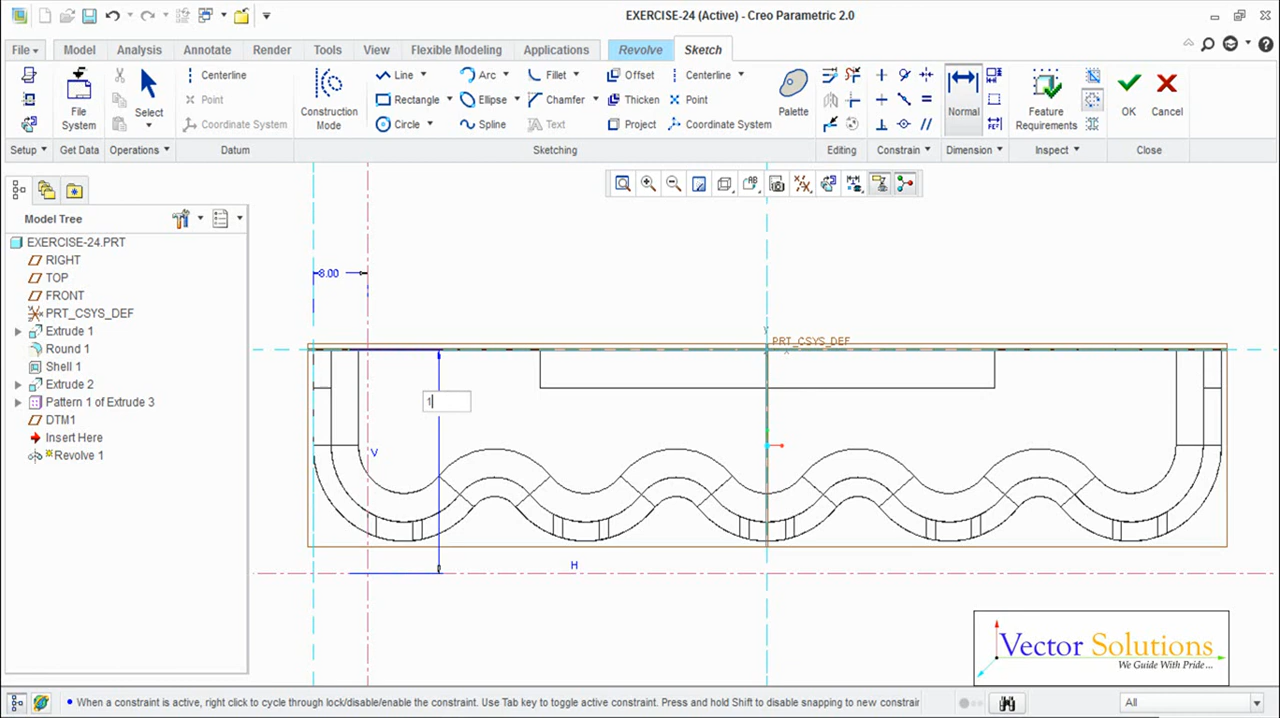 EXERCISE-24 (Active) - Creo Parametric 2.0
File Model Analysis Annotate Render Tools View Flexible Modeling Applications Revolve Sketch
Centerline Line Arc Fillet Offset Centerline
Point Rectangle Ellipse Chamfer Thicken Point
Coordinate System Circle Spline Text Project Coordinate System
File System
Select
Construction Mode
Palette
Normal
Feature Requirements
OK
Cancel
Setup Get Data Operations Datum Sketching Editing Constrain Dimension Inspect Close
Model Tree
EXERCISE-24.PRT
RIGHT
TOP
FRONT
PRT_CSYS_DEF
Extrude 1
Round 1
Shell 1
Extrude 2
Pattern 1 of Extrude 3
DTM1
Insert Here
Revolve 1
8.00
Y
PRT_CSYS_DEF
X
1
V
H
Vector Solutions
We Guide With Pride...
When a constraint is active, right click to cycle through lock/disable/enable the constraint. Use Tab key to toggle active constraint. Press and hold Shift to disable snapping to new constrain
All